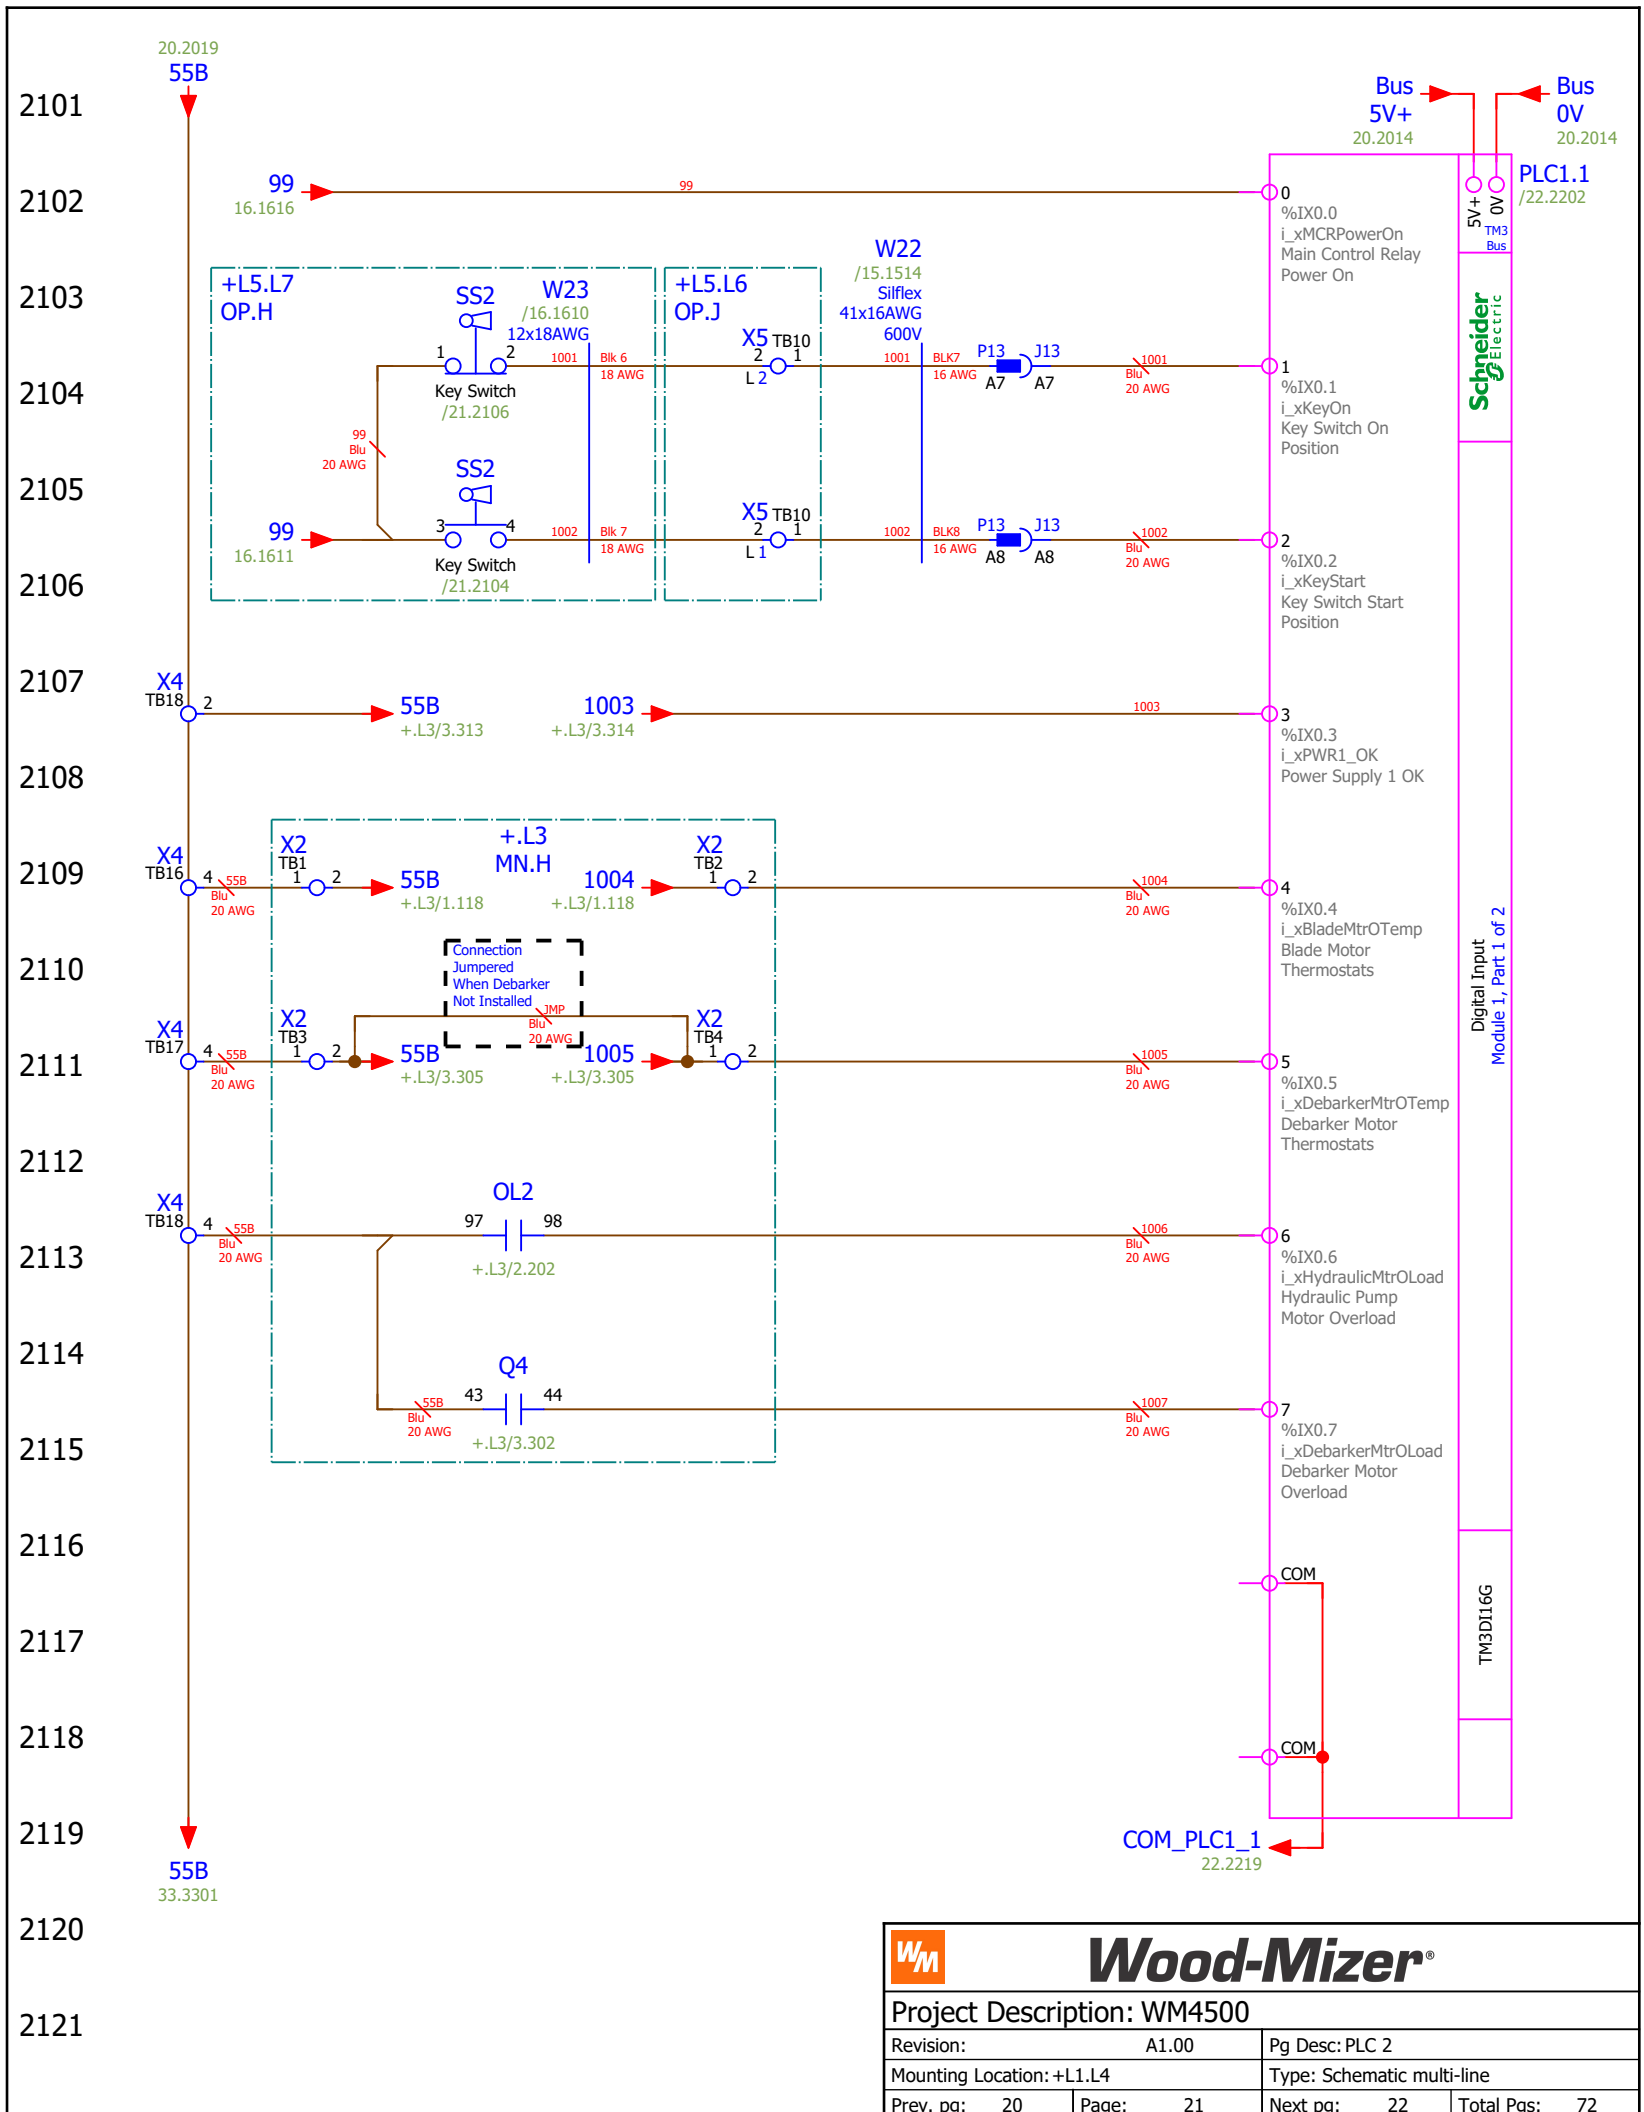 20.2019
55B
Bus
5V+
20.2014
Bus
0V
20.2014
2101
2102
99
16.1616
99
0
%IX0.0
i_xMCRPowerOn
Main Control Relay
Power On
5V+
0V
TM3
Bus
PLC1.1
/22.2202
2103
+L5.L7
OP.H
SS2
W23
/16.1610
12x18AWG
+L5.L6
OP.J
W22
/15.1514
Silflex
41x16AWG
600V
Schneider
Electric
2104
1
2
Key Switch
/21.2106
1001
Blk 6
18 AWG
X5
TB10
2
1
L 2
1001
BLK7
16 AWG
P13
J13
A7
A7
1001
Blu
20 AWG
1
%IX0.1
i_xKeyOn
Key Switch On
Position
99
Blu
20 AWG
2105
SS2
99
16.1611
3
4
Key Switch
/21.2104
1002
Blk 7
18 AWG
X5
TB10
2
1
L 1
1002
BLK8
16 AWG
P13
J13
A8
A8
1002
Blu
20 AWG
2
%IX0.2
i_xKeyStart
Key Switch Start
Position
2106
2107
X4
TB18
2
55B
+.L3/3.313
1003
+.L3/3.314
1003
3
%IX0.3
i_xPWR1_OK
Power Supply 1 OK
2108
+.L3
MN.H
2109
X4
TB16
4
55B
Blu
20 AWG
X2
TB1
1
2
55B
+.L3/1.118
1004
+.L3/1.118
X2
TB2
1
2
1004
Blu
20 AWG
4
%IX0.4
i_xBladeMtrOTemp
Blade Motor
Thermostats
Digital Input
Module 1, Part 1 of 2
2110
Connection
Jumpered
When Debarker
Not Installed
JMP
Blu
20 AWG
2111
X4
TB17
4
55B
Blu
20 AWG
X2
TB3
1
2
55B
+.L3/3.305
1005
+.L3/3.305
X2
TB4
1
2
1005
Blu
20 AWG
5
%IX0.5
i_xDebarkerMtrOTemp
Debarker Motor
Thermostats
2112
X4
TB18
4
55B
Blu
20 AWG
OL2
97
98
+.L3/2.202
1006
Blu
20 AWG
6
%IX0.6
i_xHydraulicMtrOLoad
Hydraulic Pump
Motor Overload
2113
2114
Q4
43
44
55B
Blu
20 AWG
+.L3/3.302
1007
Blu
20 AWG
7
%IX0.7
i_xDebarkerMtrOLoad
Debarker Motor
Overload
2115
2116
COM
TM3DI16G
2117
2118
COM
2119
COM_PLC1_1
22.2219
55B
33.3301
2120
2121
WM
Wood-Mizer®
Project Description: WM4500
Revision: A1.00
Pg Desc: PLC 2
Mounting Location: +L1.L4
Type: Schematic multi-line
Prev. pg: 20
Page: 21
Next pg: 22
Total Pgs: 72